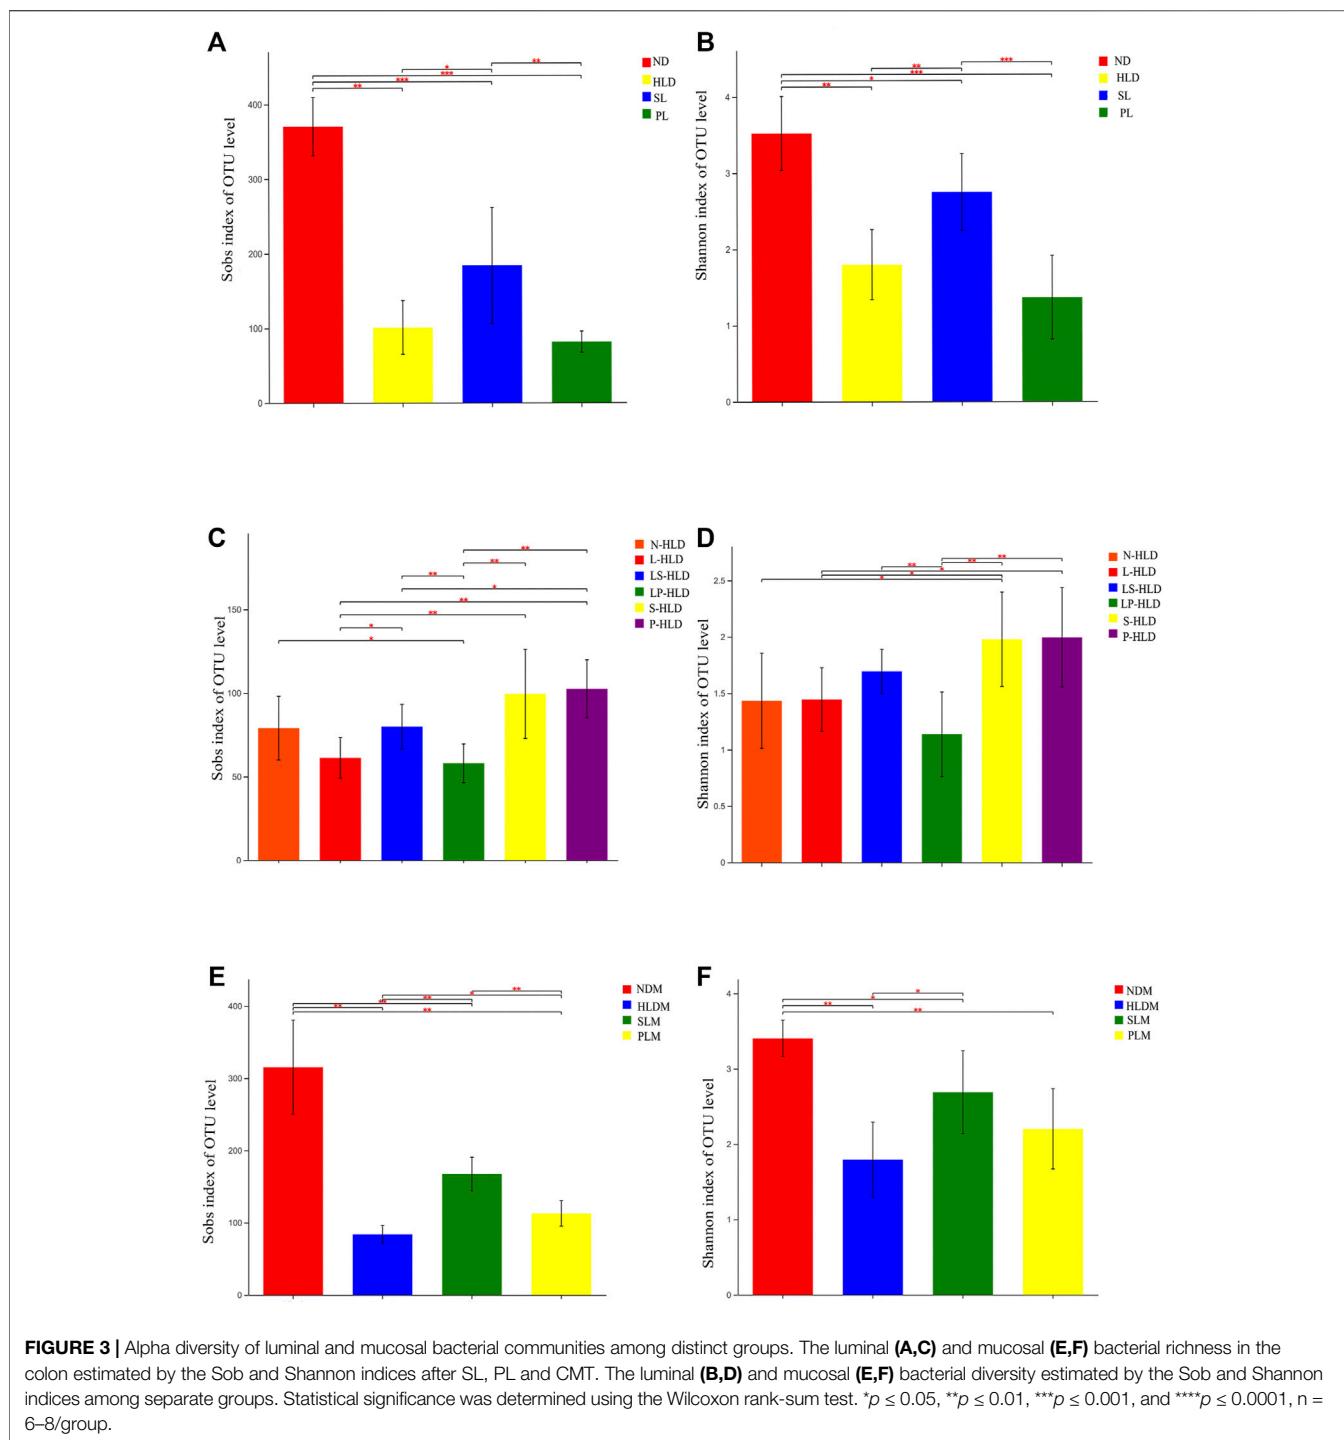 A
Sobs index of OTU level
400
300
200
100
0
ND
HLD
SL
PL
*
**
***
***
**
B
Shannon index of OTU level
4
3
2
1
0
ND
HLD
SL
PL
***
**
***
*
**
C
Sobs index of OTU level
150
100
50
0
N-HLD
L-HLD
LS-HLD
LP-HLD
S-HLD
P-HLD
**
**
**
*
**
**
*
*
D
Shannon index of OTU level
2.5
2
1.5
1
0.5
0
N-HLD
L-HLD
LS-HLD
LP-HLD
S-HLD
P-HLD
**
**
**
*
*
*
E
Sobs index of OTU level
400
300
200
100
0
NDM
HLDM
SLM
PLM
**
*
**
**
**
**
F
Shannon index of OTU level
4
3
2
1
0
NDM
HLDM
SLM
PLM
*
*
**
**
FIGURE 3 | Alpha diversity of luminal and mucosal bacterial communities among distinct groups. The luminal (A,C) and mucosal (E,F) bacterial richness in the
colon estimated by the Sob and Shannon indices after SL, PL and CMT. The luminal (B,D) and mucosal (E,F) bacterial diversity estimated by the Sob and Shannon
indices among separate groups. Statistical significance was determined using the Wilcoxon rank-sum test. *p ≤ 0.05, **p ≤ 0.01, ***p ≤ 0.001, and ****p ≤ 0.0001, n =
6–8/group.